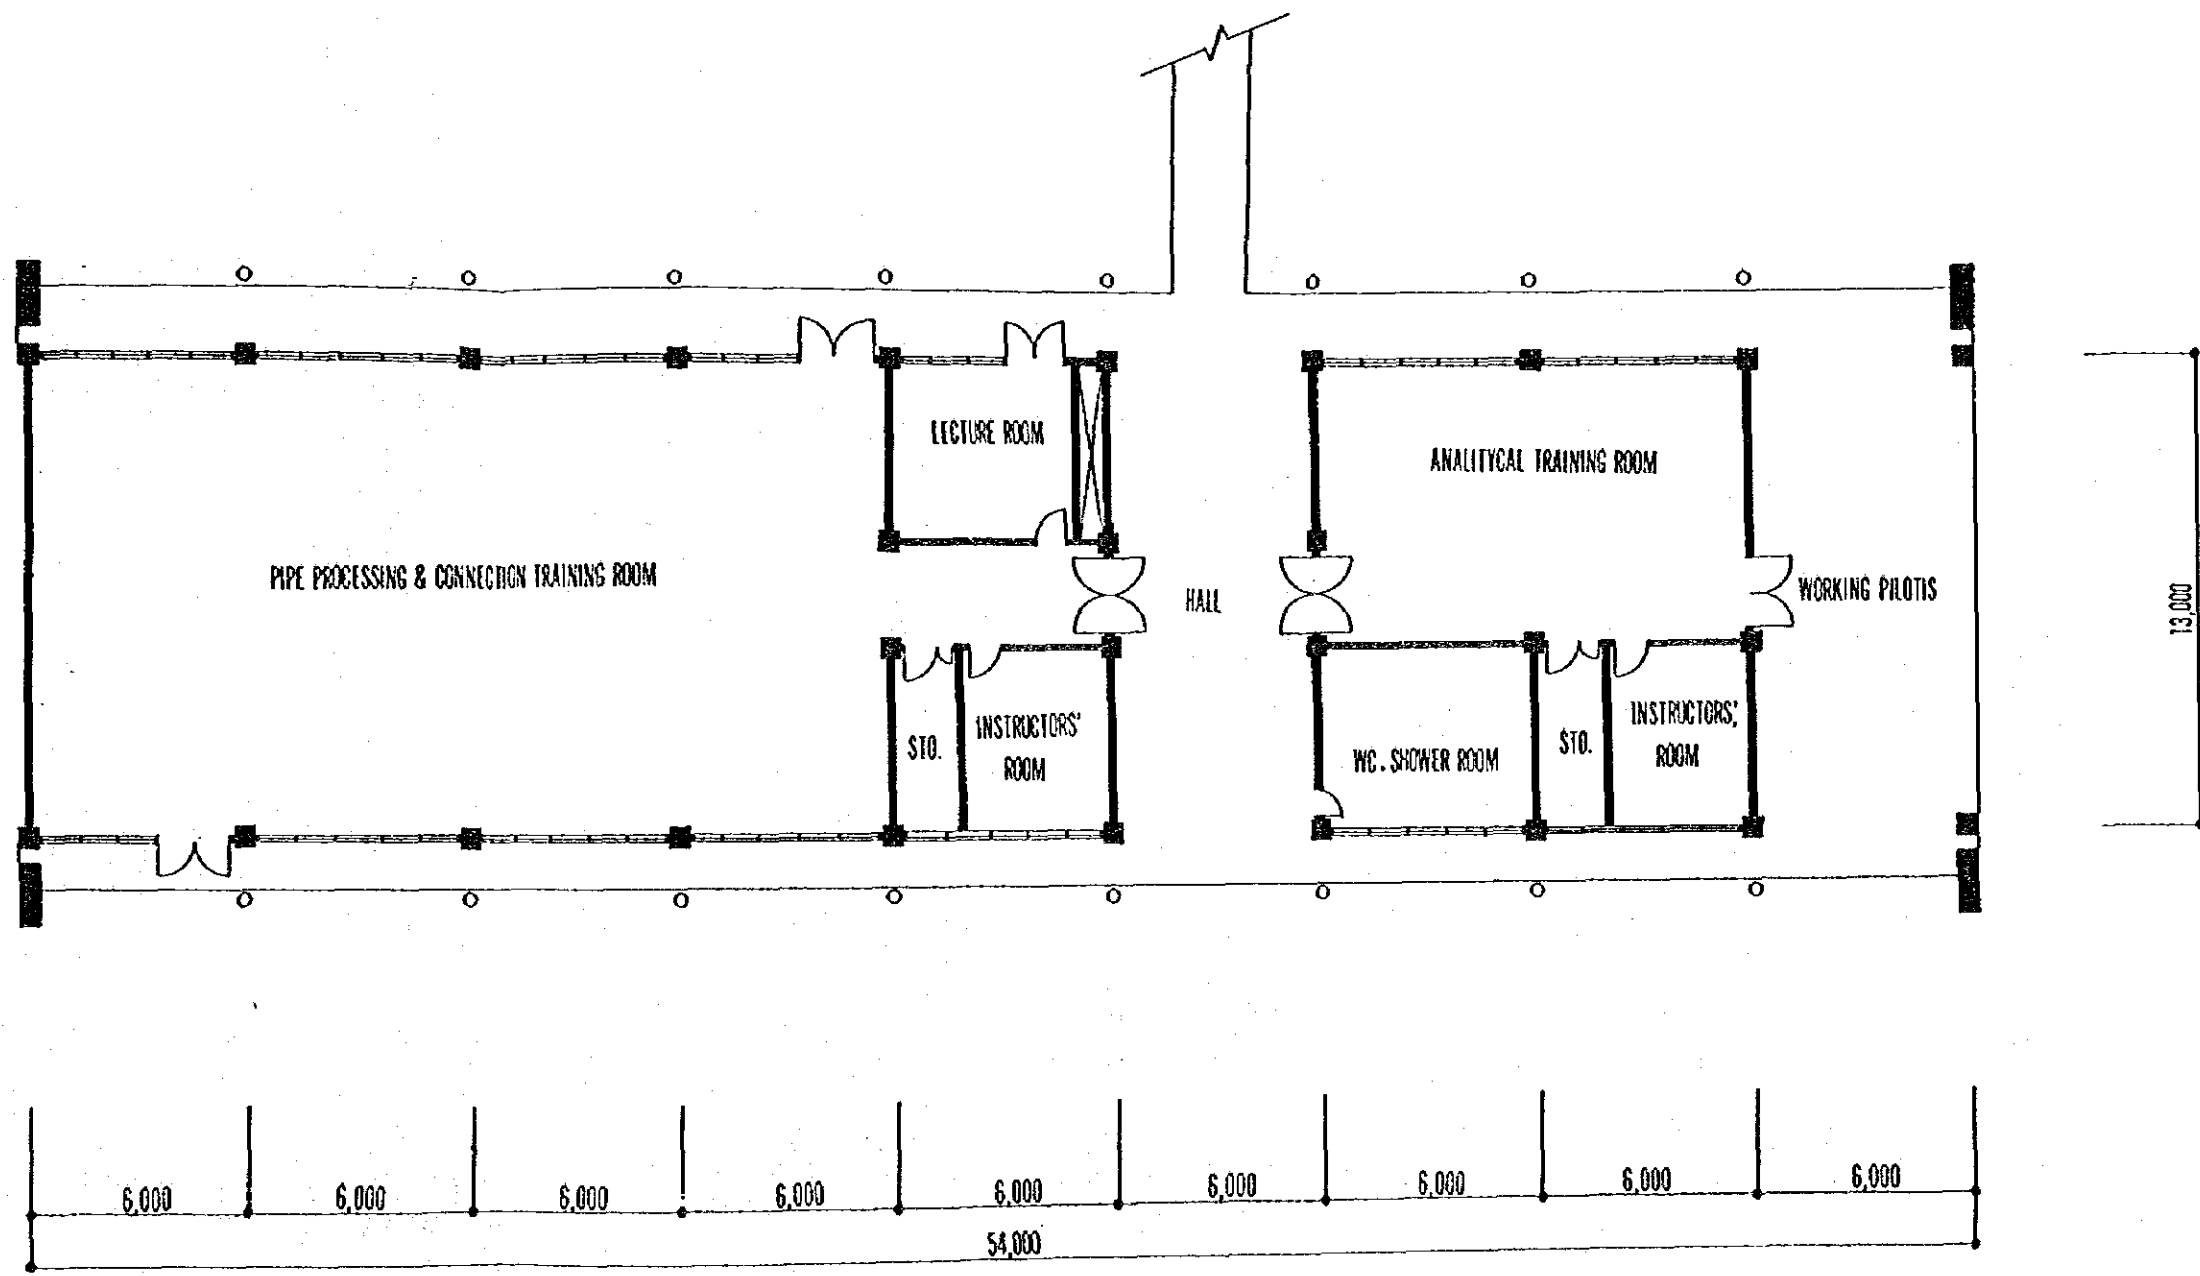 LECTURE ROOM
ANALITYCAL TRAINING ROOM
PIPE PROCESSING & CONNECTION TRAINING ROOM
HALL
WORKING PILOTIS
13,000
STO.
INSTRUCTORS'
ROOM
WC. SHOWER ROOM
STO.
INSTRUCTORS'
ROOM
6,000
6,000
6,000
6,000
6,000
6,000
6,000
6,000
6,000
54,000